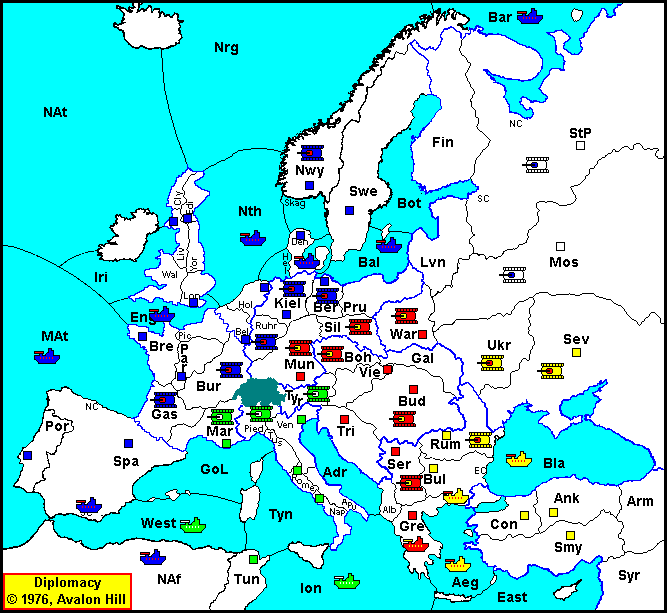 Bar
Nrg
NAt
NC
StP
Fin
Nwy
Swe
SC
Skag
Bot
Nth
Den
Cly
Edi
Liv
Yor
Hel
Bal
Lvn
Mos
Iri
Wal
Lon
Hol
Kiel
Ber
Pru
Eng
Bel
Ruhr
Sil
War
MAt
Bre
Pic
Par
Mun
Boh
Gal
Ukr
Sev
Bur
Vie
Tyr
Bud
Gas
Mar
Pied
Ven
Tri
Rum
NC
Por
Spa
GoL
Tus
Rome
Adr
Ser
Bul
EC
Bla
SC
Apu
Nap
Alb
Gre
Con
Ank
Arm
West
Tyn
Smy
NAf
Tun
Ion
Aeg
East
Syr
Diplomacy
© 1976, Avalon Hill